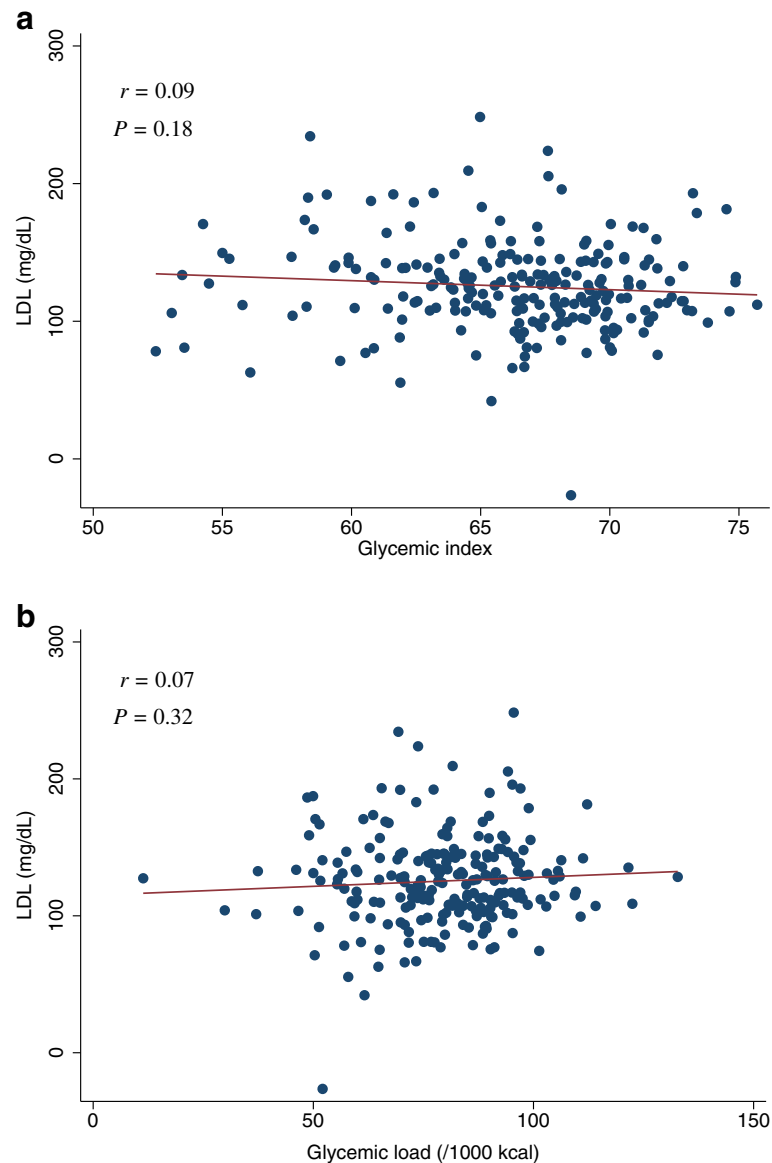 a
300
r = 0.09
P = 0.18
200
LDL (mg/dL)
100
0
50 55 60 65 70 75
Glycemic index
b
300
r = 0.07
P = 0.32
200
LDL (mg/dL)
100
0
0 50 100 150
Glycemic load (/1000 kcal)